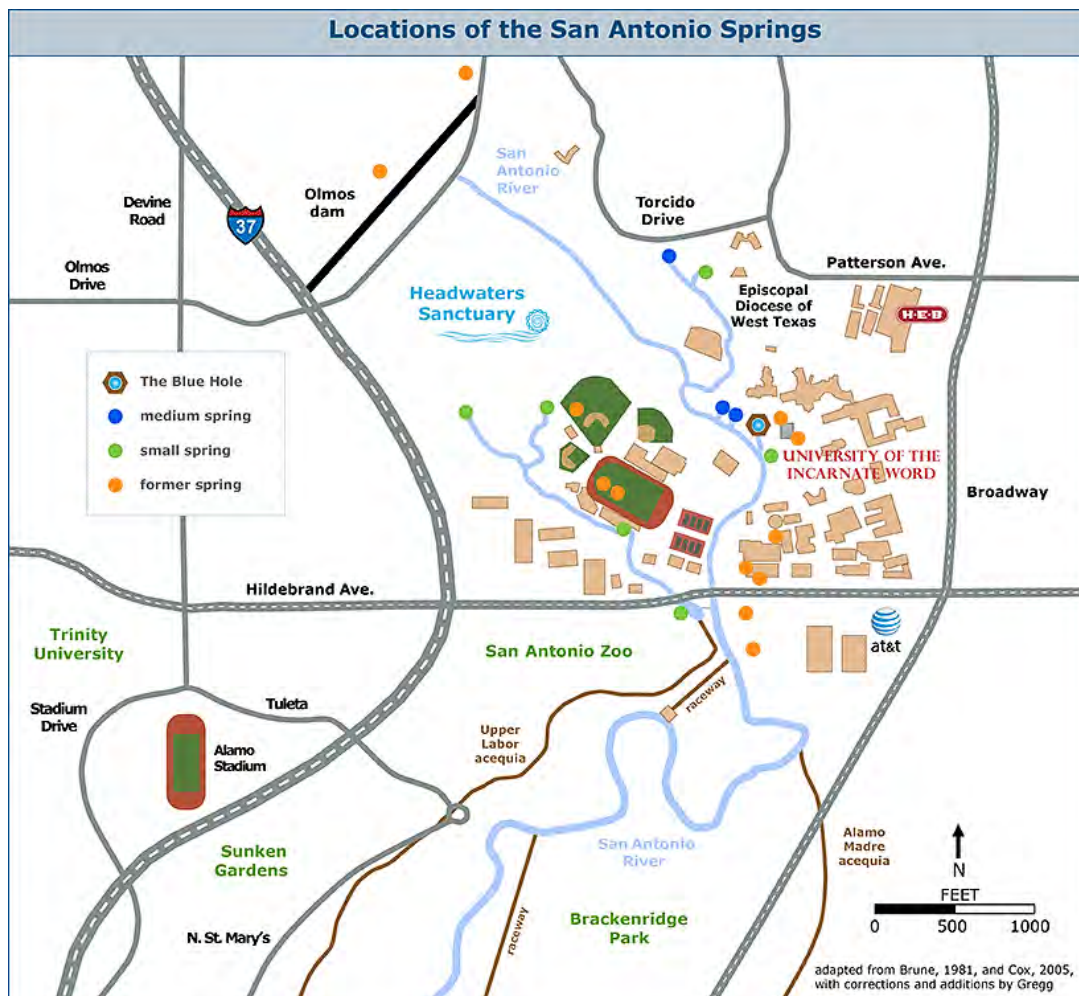 Locations of the San Antonio Springs
San
Antonio
River
Torcido
Drive
Olmos
dam
Devine
Road
37
Olmos
Drive
Patterson Ave.
Headwaters
Sanctuary
Episcopal
Diocese of
West Texas
H-E-B
The Blue Hole
medium spring
small spring
former spring
UNIVERSITY OF THE
INCARNATE WORD
Broadway
Hildebrand Ave.
Trinity
University
San Antonio Zoo
at&t
raceway
Stadium
Drive
Tuleta
Upper
Labor
acequia
Alamo
Stadium
San Antonio
River
Alamo
Madre
acequia
Sunken
Gardens
N
FEET
0 500 1000
raceway
Brackenridge
Park
N. St. Mary's
adapted from Brune, 1981, and Cox, 2005,
with corrections and additions by Gregg